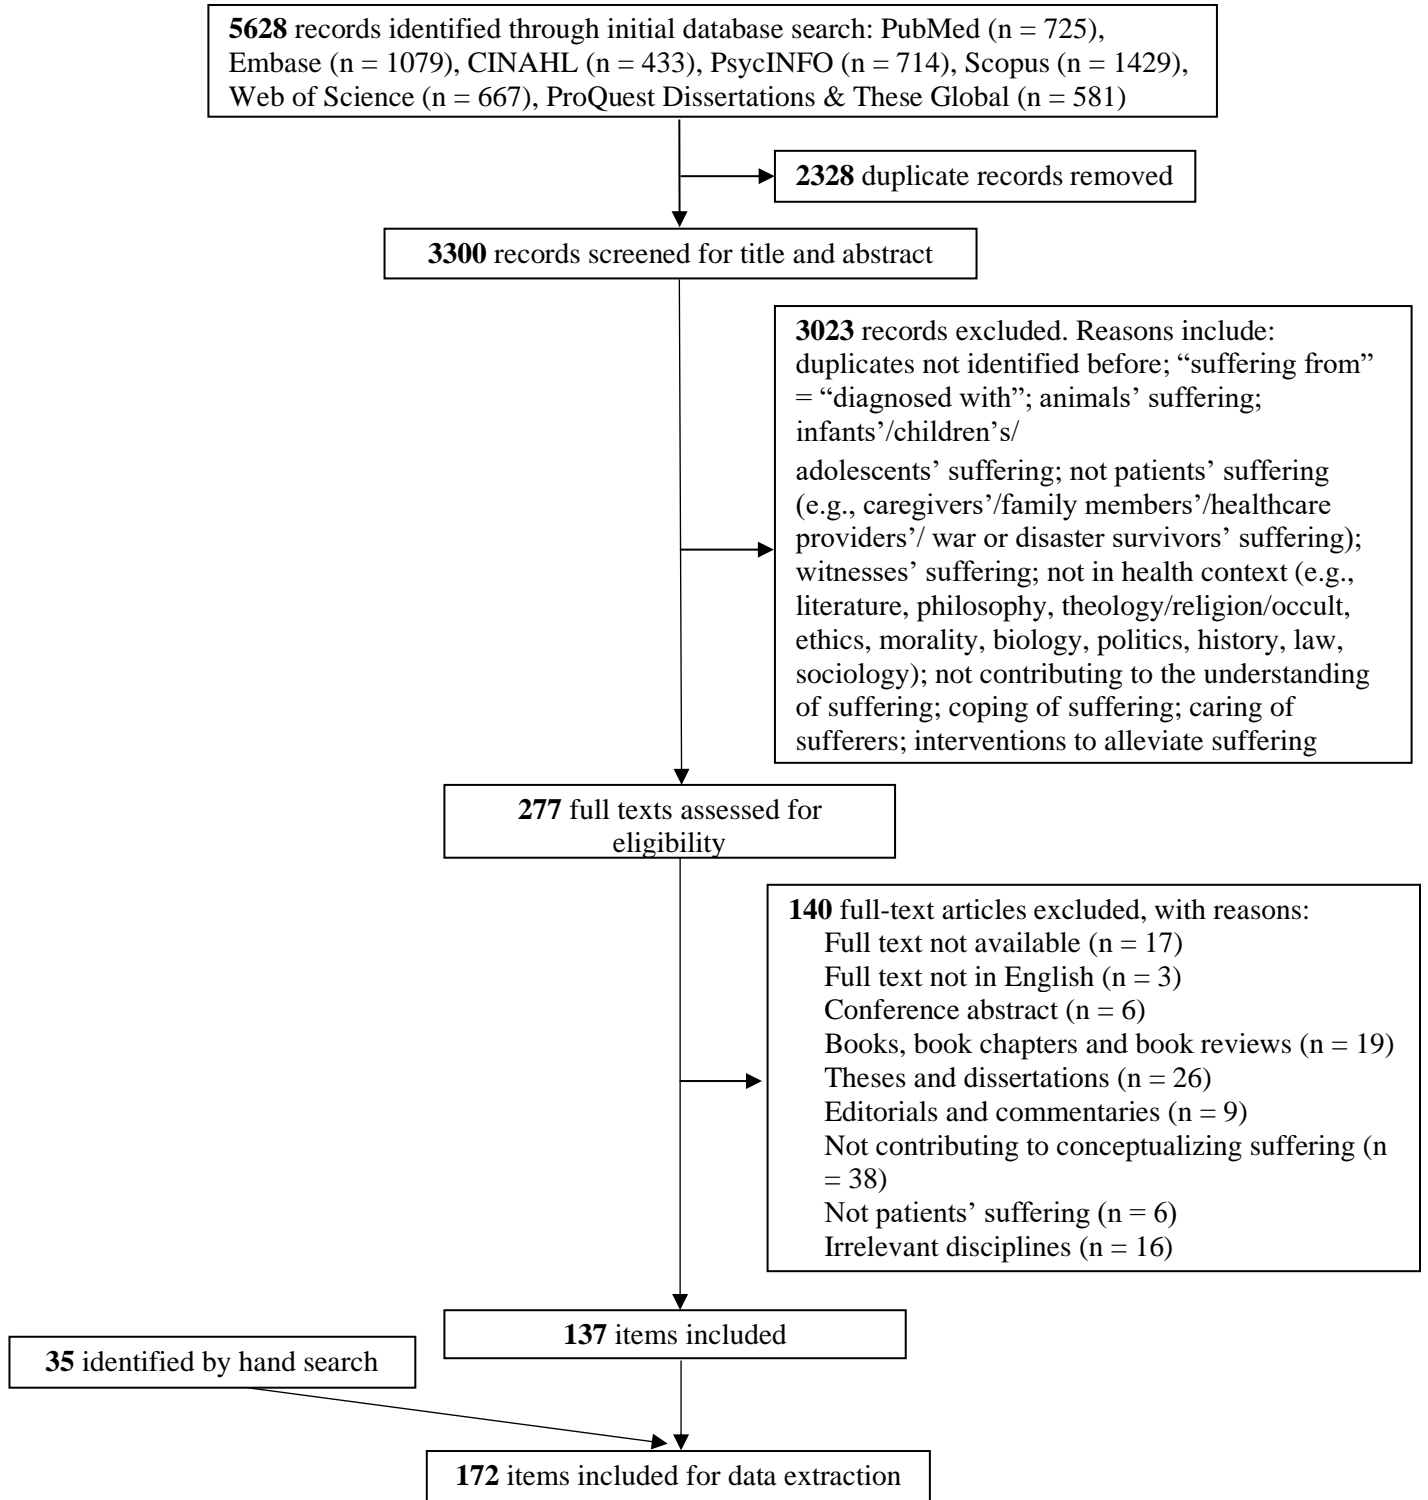 5628 records identified through initial database search: PubMed (n = 725),
Embase (n = 1079), CINAHL (n = 433), PsycINFO (n = 714), Scopus (n = 1429),
Web of Science (n = 667), ProQuest Dissertations & These Global (n = 581)
2328 duplicate records removed
3300 records screened for title and abstract
3023 records excluded. Reasons include:
duplicates not identified before; “suffering from”
= “diagnosed with”; animals’ suffering;
infants’/children’s/
adolescents’ suffering; not patients’ suffering
(e.g., caregivers’/family members’/healthcare
providers’/ war or disaster survivors’ suffering);
witnesses’ suffering; not in health context (e.g.,
literature, philosophy, theology/religion/occult,
ethics, morality, biology, politics, history, law,
sociology); not contributing to the understanding
of suffering; coping of suffering; caring of
sufferers; interventions to alleviate suffering
277 full texts assessed for
eligibility
140 full-text articles excluded, with reasons:
Full text not available (n = 17)
Full text not in English (n = 3)
Conference abstract (n = 6)
Books, book chapters and book reviews (n = 19)
Theses and dissertations (n = 26)
Editorials and commentaries (n = 9)
Not contributing to conceptualizing suffering (n
= 38)
Not patients’ suffering (n = 6)
Irrelevant disciplines (n = 16)
137 items included
35 identified by hand search
172 items included for data extraction